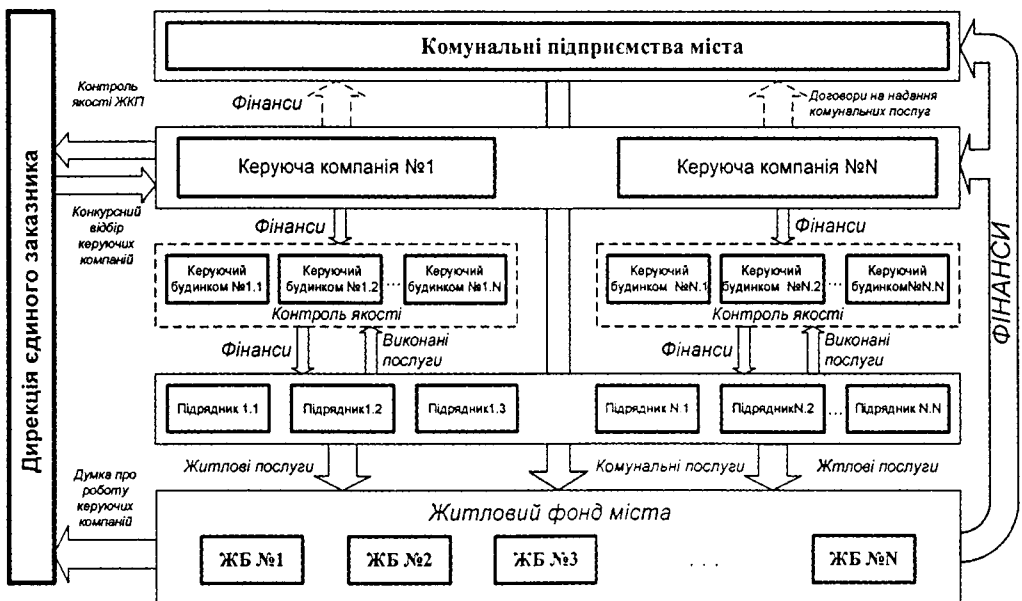 Дирекція єдиного заказника
Комунальні підприємства міста
Контроль
якості ЖКП
Фінанси
Договори на надання
комунальних послуг
Керуюча компанія №1
Керуюча компанія №N
Конкурсний
відбір
керуючих
компаній
Фінанси
Фінанси
Керуючий
будинком №1.1
Керуючий
будинком №1.2
...
Керуючий
будинком №1.N
Контроль якості
Керуючий
будинком №N.1
Керуючий
будинком №N.2
...
Керуючий
будинком№N.N
Контроль якості
ФІНАНСИ
Фінанси
Виконані
послуги
Фінанси
Виконані
послуги
Підрядник 1.1
Підрядник1.2
Підрядник1.3
Підрядник N.1
ПідрядникN.2
...
Підрядник N.N
Житлові послуги
Комунальні послуги
Жтлові послуги
Думка про
роботу
керуючих
компаній
Житловий фонд міста
ЖБ №1
ЖБ №2
ЖБ №3
. . .
ЖБ №N